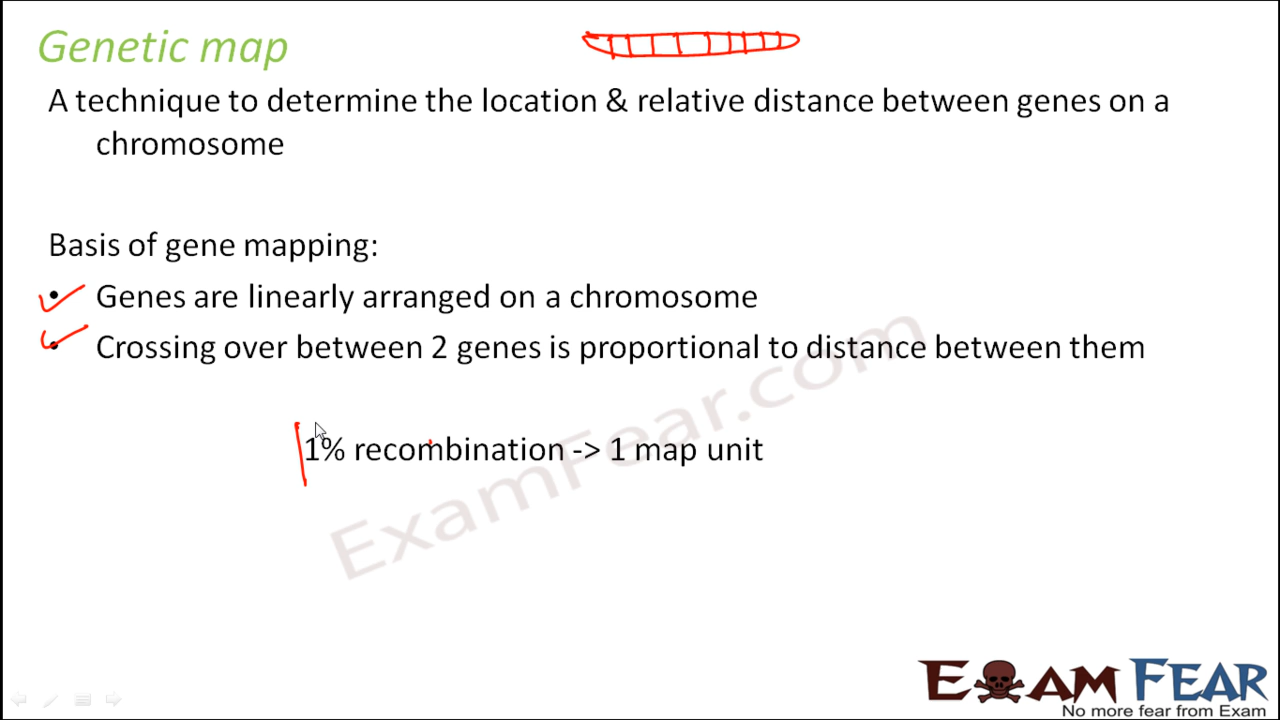 Genetic map
A technique to determine the location & relative distance between genes on a
chromosome
Basis of gene mapping:
• Genes are linearly arranged on a chromosome
• Crossing over between 2 genes is proportional to distance between them
1% recombination -> 1 map unit
ExamFear.com
EXAM FEAR
No more fear from Exam